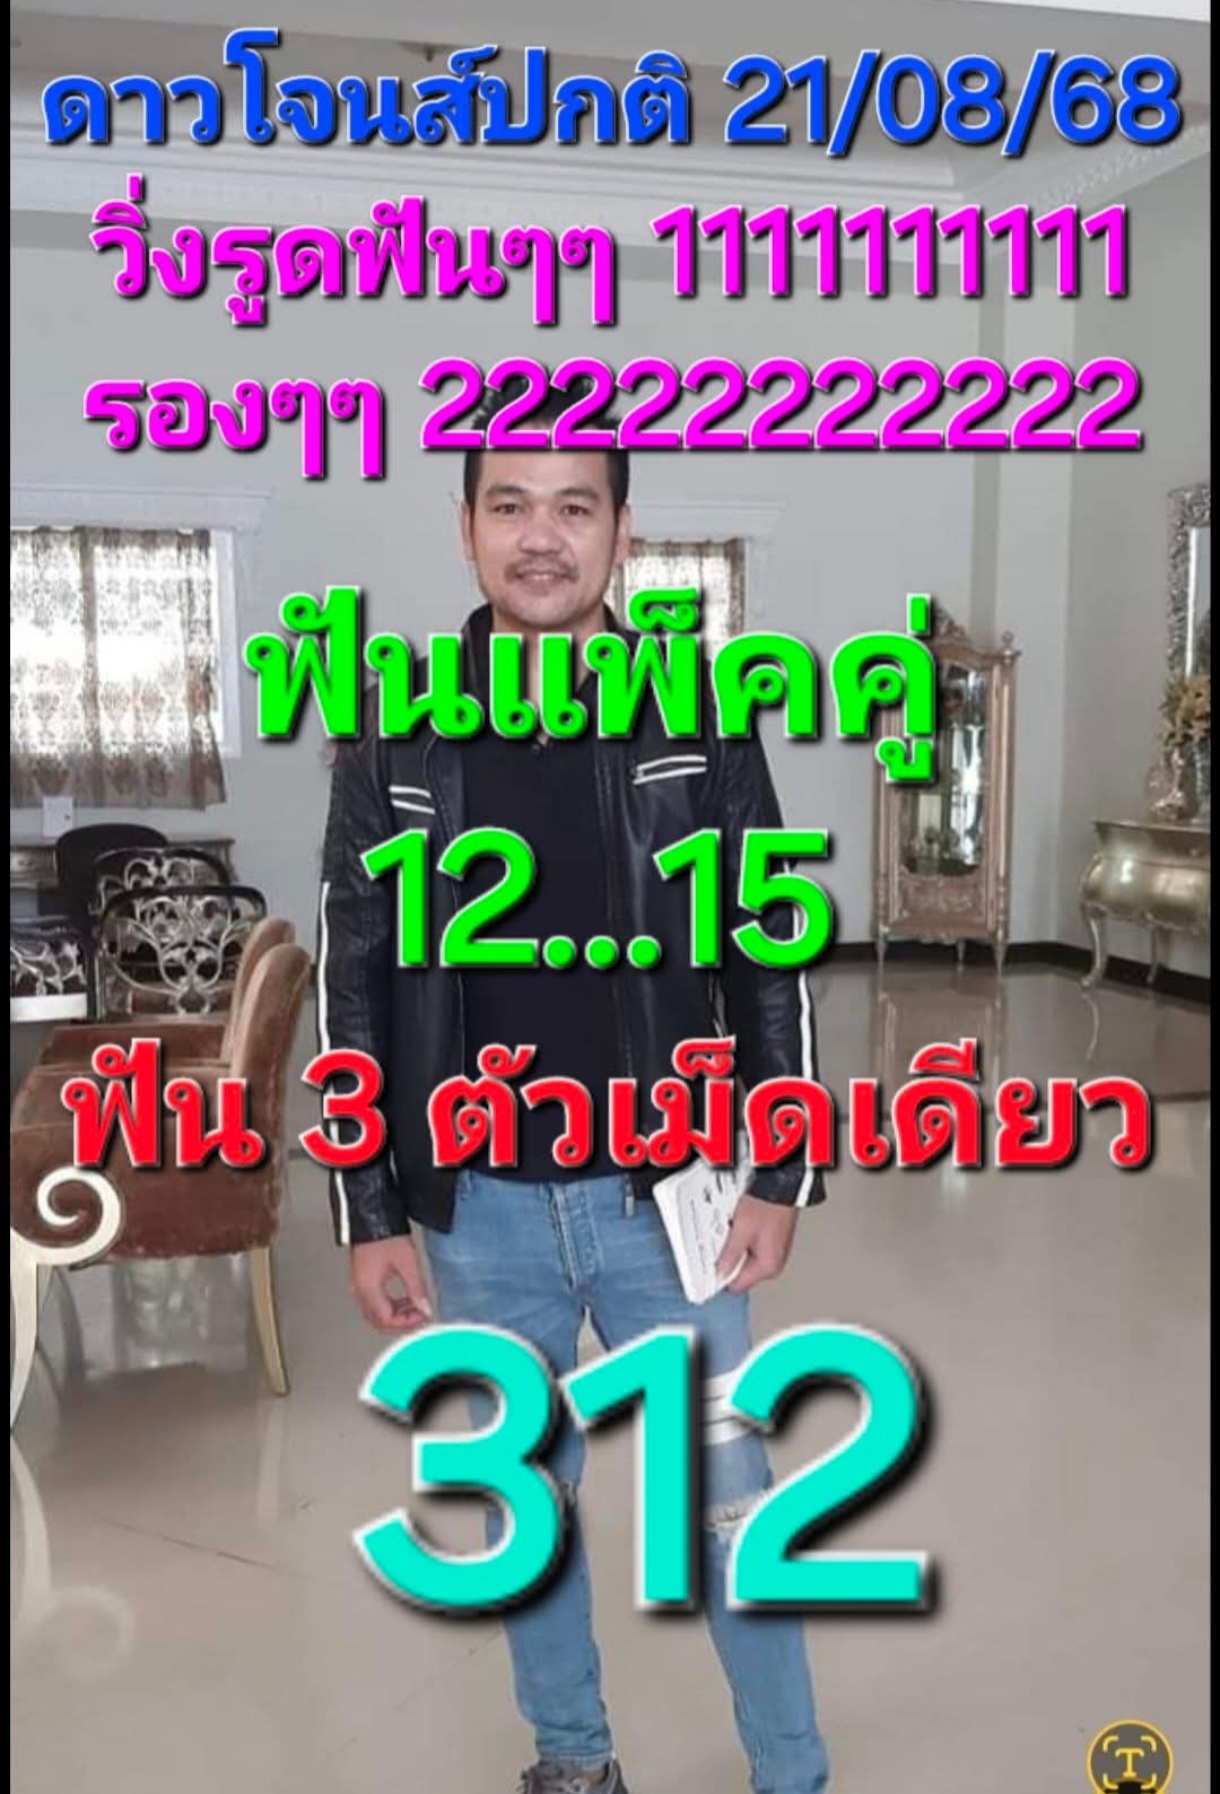 ดาวโจนส์ปกติ 21/08/68
วิ่งรูดฟันๆๆ 1111111111
รองๆๆ 22222222222
ฟันแพ็คคู่
12...15
ฟัน 3 ตัวเม็ดเดียว
312
T